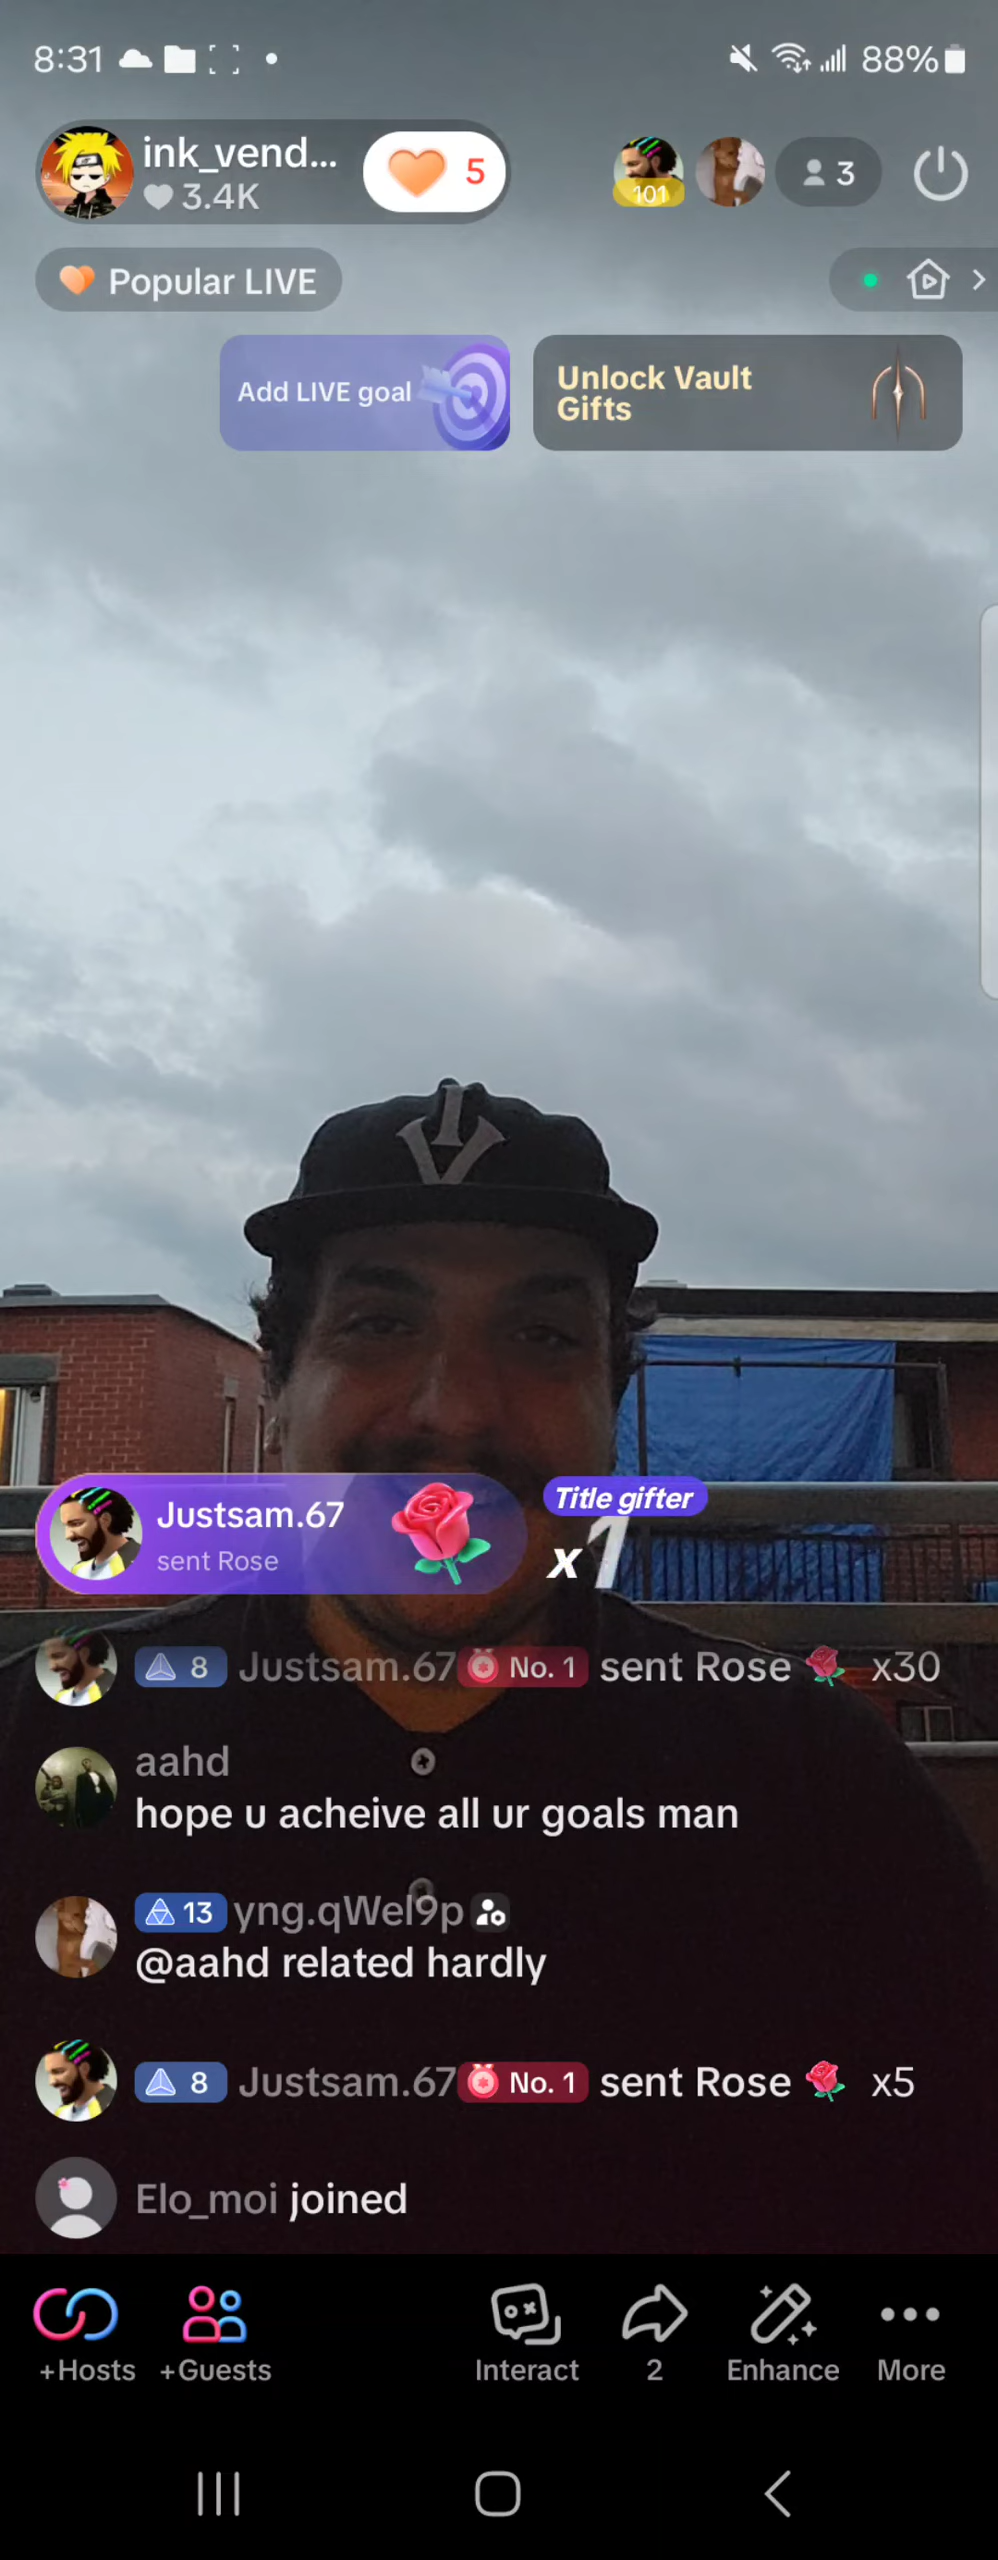 8:31
88%
ink_vend...
3.4K
5
101
3
Popular LIVE
Add LIVE goal
Unlock Vault
Gifts
Justsam.67
sent Rose
Title gifter
x1
8 Justsam.67 No. 1 sent Rose x30
aahd
hope u acheive all ur goals man
13 yng.qWel9p
@aahd related hardly
8 Justsam.67 No. 1 sent Rose x5
Elo_moi joined
+Hosts
+Guests
Interact
2
Enhance
More